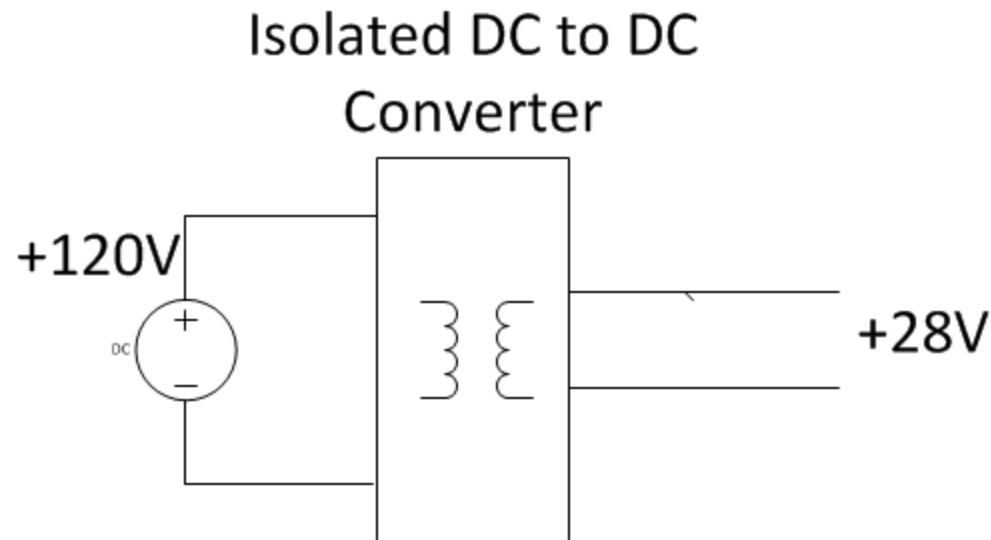 Isolated DC to DC
Converter
+120V
+
DC
−
+28V